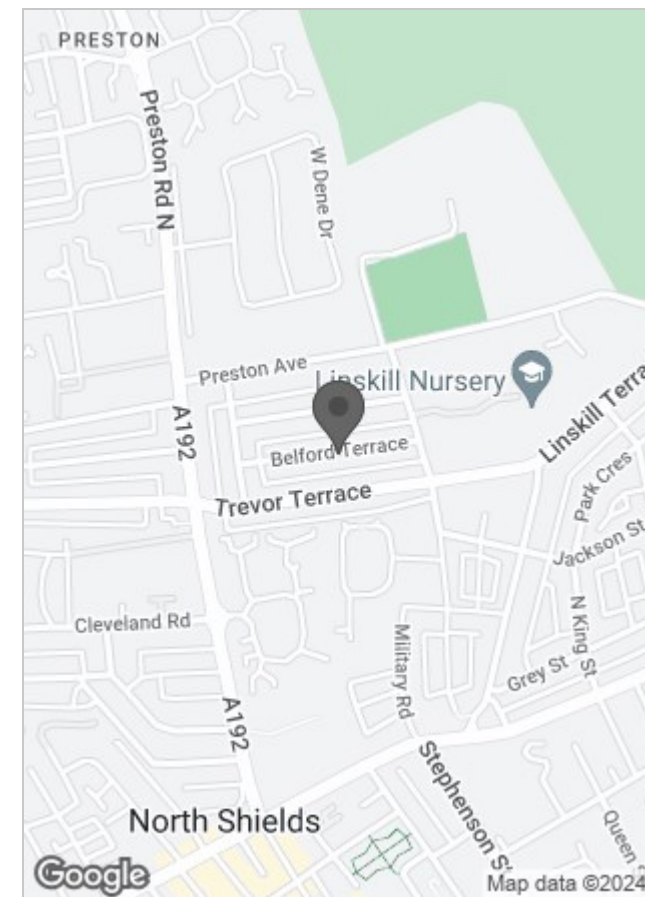 PRESTON
Preston Rd N
W Dene Dr
Preston Ave
Linskill Nursery
A192
Belford Terrace
Linskill Terra
Trevor Terrace
Park Cres
Jackson St
Cleveland Rd
Military Rd
N King St
Grey St
A192
Stephenson S
North Shields
Queen S
Google
Map data ©2024